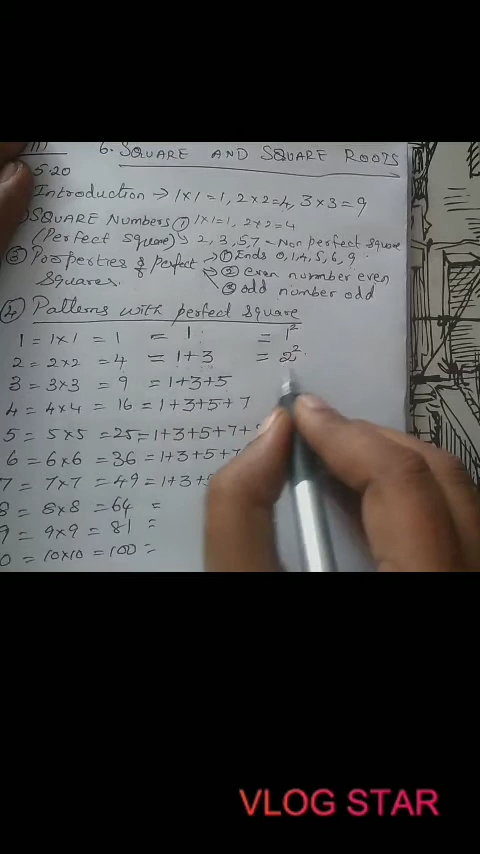 6. SQUARE AND SQUARE ROOTS
5.20
Introduction → 1×1=1, 2×2=4, 3×3=9
SQUARE Numbers ① 1×1=1, 2×2=4
(Perfect square) 2, 3, 5, 7 - Non perfect square
③ Poorperties of perfect → ① Ends 0,1,4,5,6,9
squares. → ② even nummber even
③ odd number odd
④ Patterns with perfect square
1 = 1×1 = 1 = 1 = 1²
2 = 2×2 = 4 = 1+3 = 2²
3 = 3×3 = 9 = 1+3+5
4 = 4×4 = 16 = 1+3+5+7
5 = 5×5 = 25 = 1+3+5+7+
6 = 6×6 = 36 = 1+3+5+7
7 = 7×7 = 49 = 1+3+
8 = 8×8 = 64 =
9 = 9×9 = 81 =
0 = 10×10 = 100 =
VLOG STAR